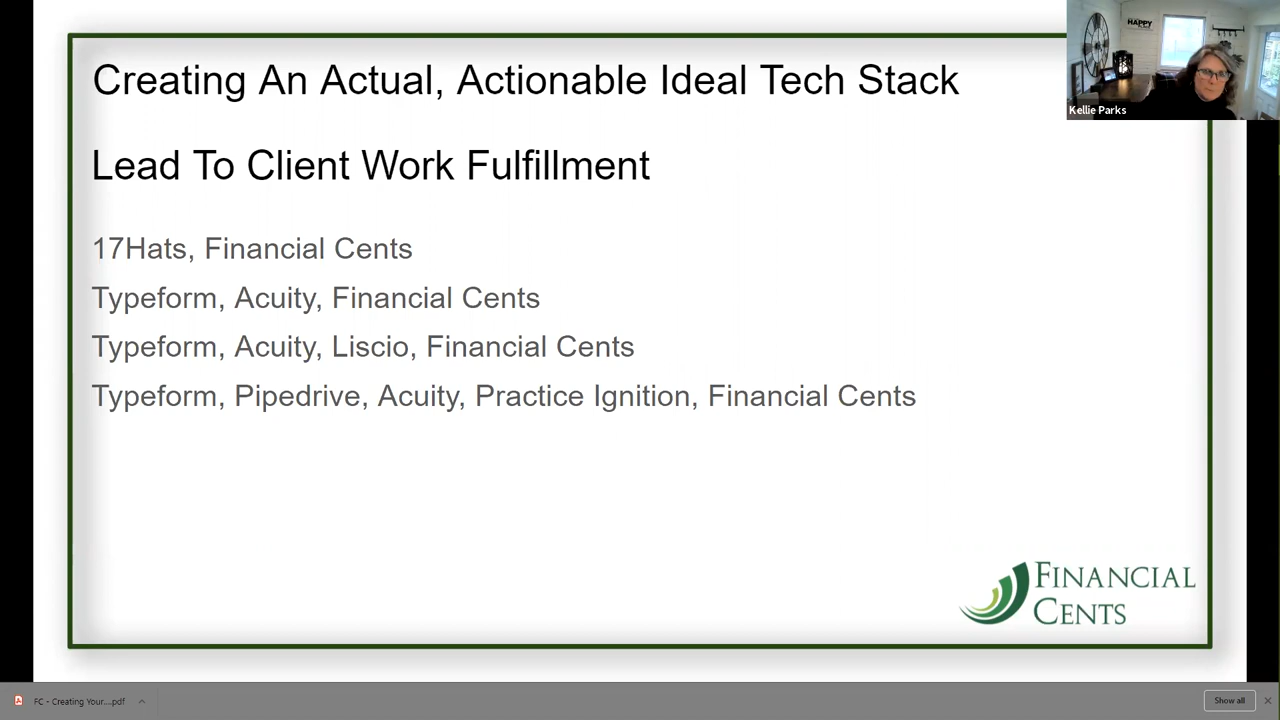 Creating An Actual, Actionable Ideal Tech Stack
HAPPY
Kellie Parks
Lead To Client Work Fulfillment
17Hats, Financial Cents
Typeform, Acuity, Financial Cents
Typeform, Acuity, Liscio, Financial Cents
Typeform, Pipedrive, Acuity, Practice Ignition, Financial Cents
FINANCIAL
CENTS
FC - Creating Your....pdf
Show all